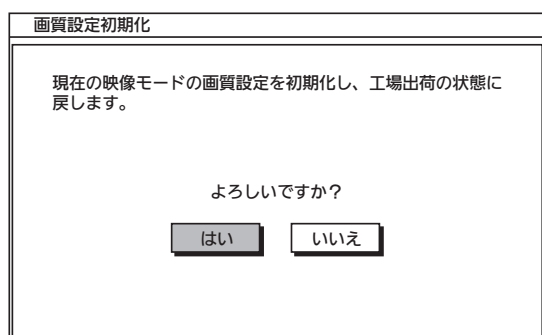 画質設定初期化
現在の映像モードの画質設定を初期化し、工場出荷の状態に
戻します。
よろしいですか？
はい
いいえ